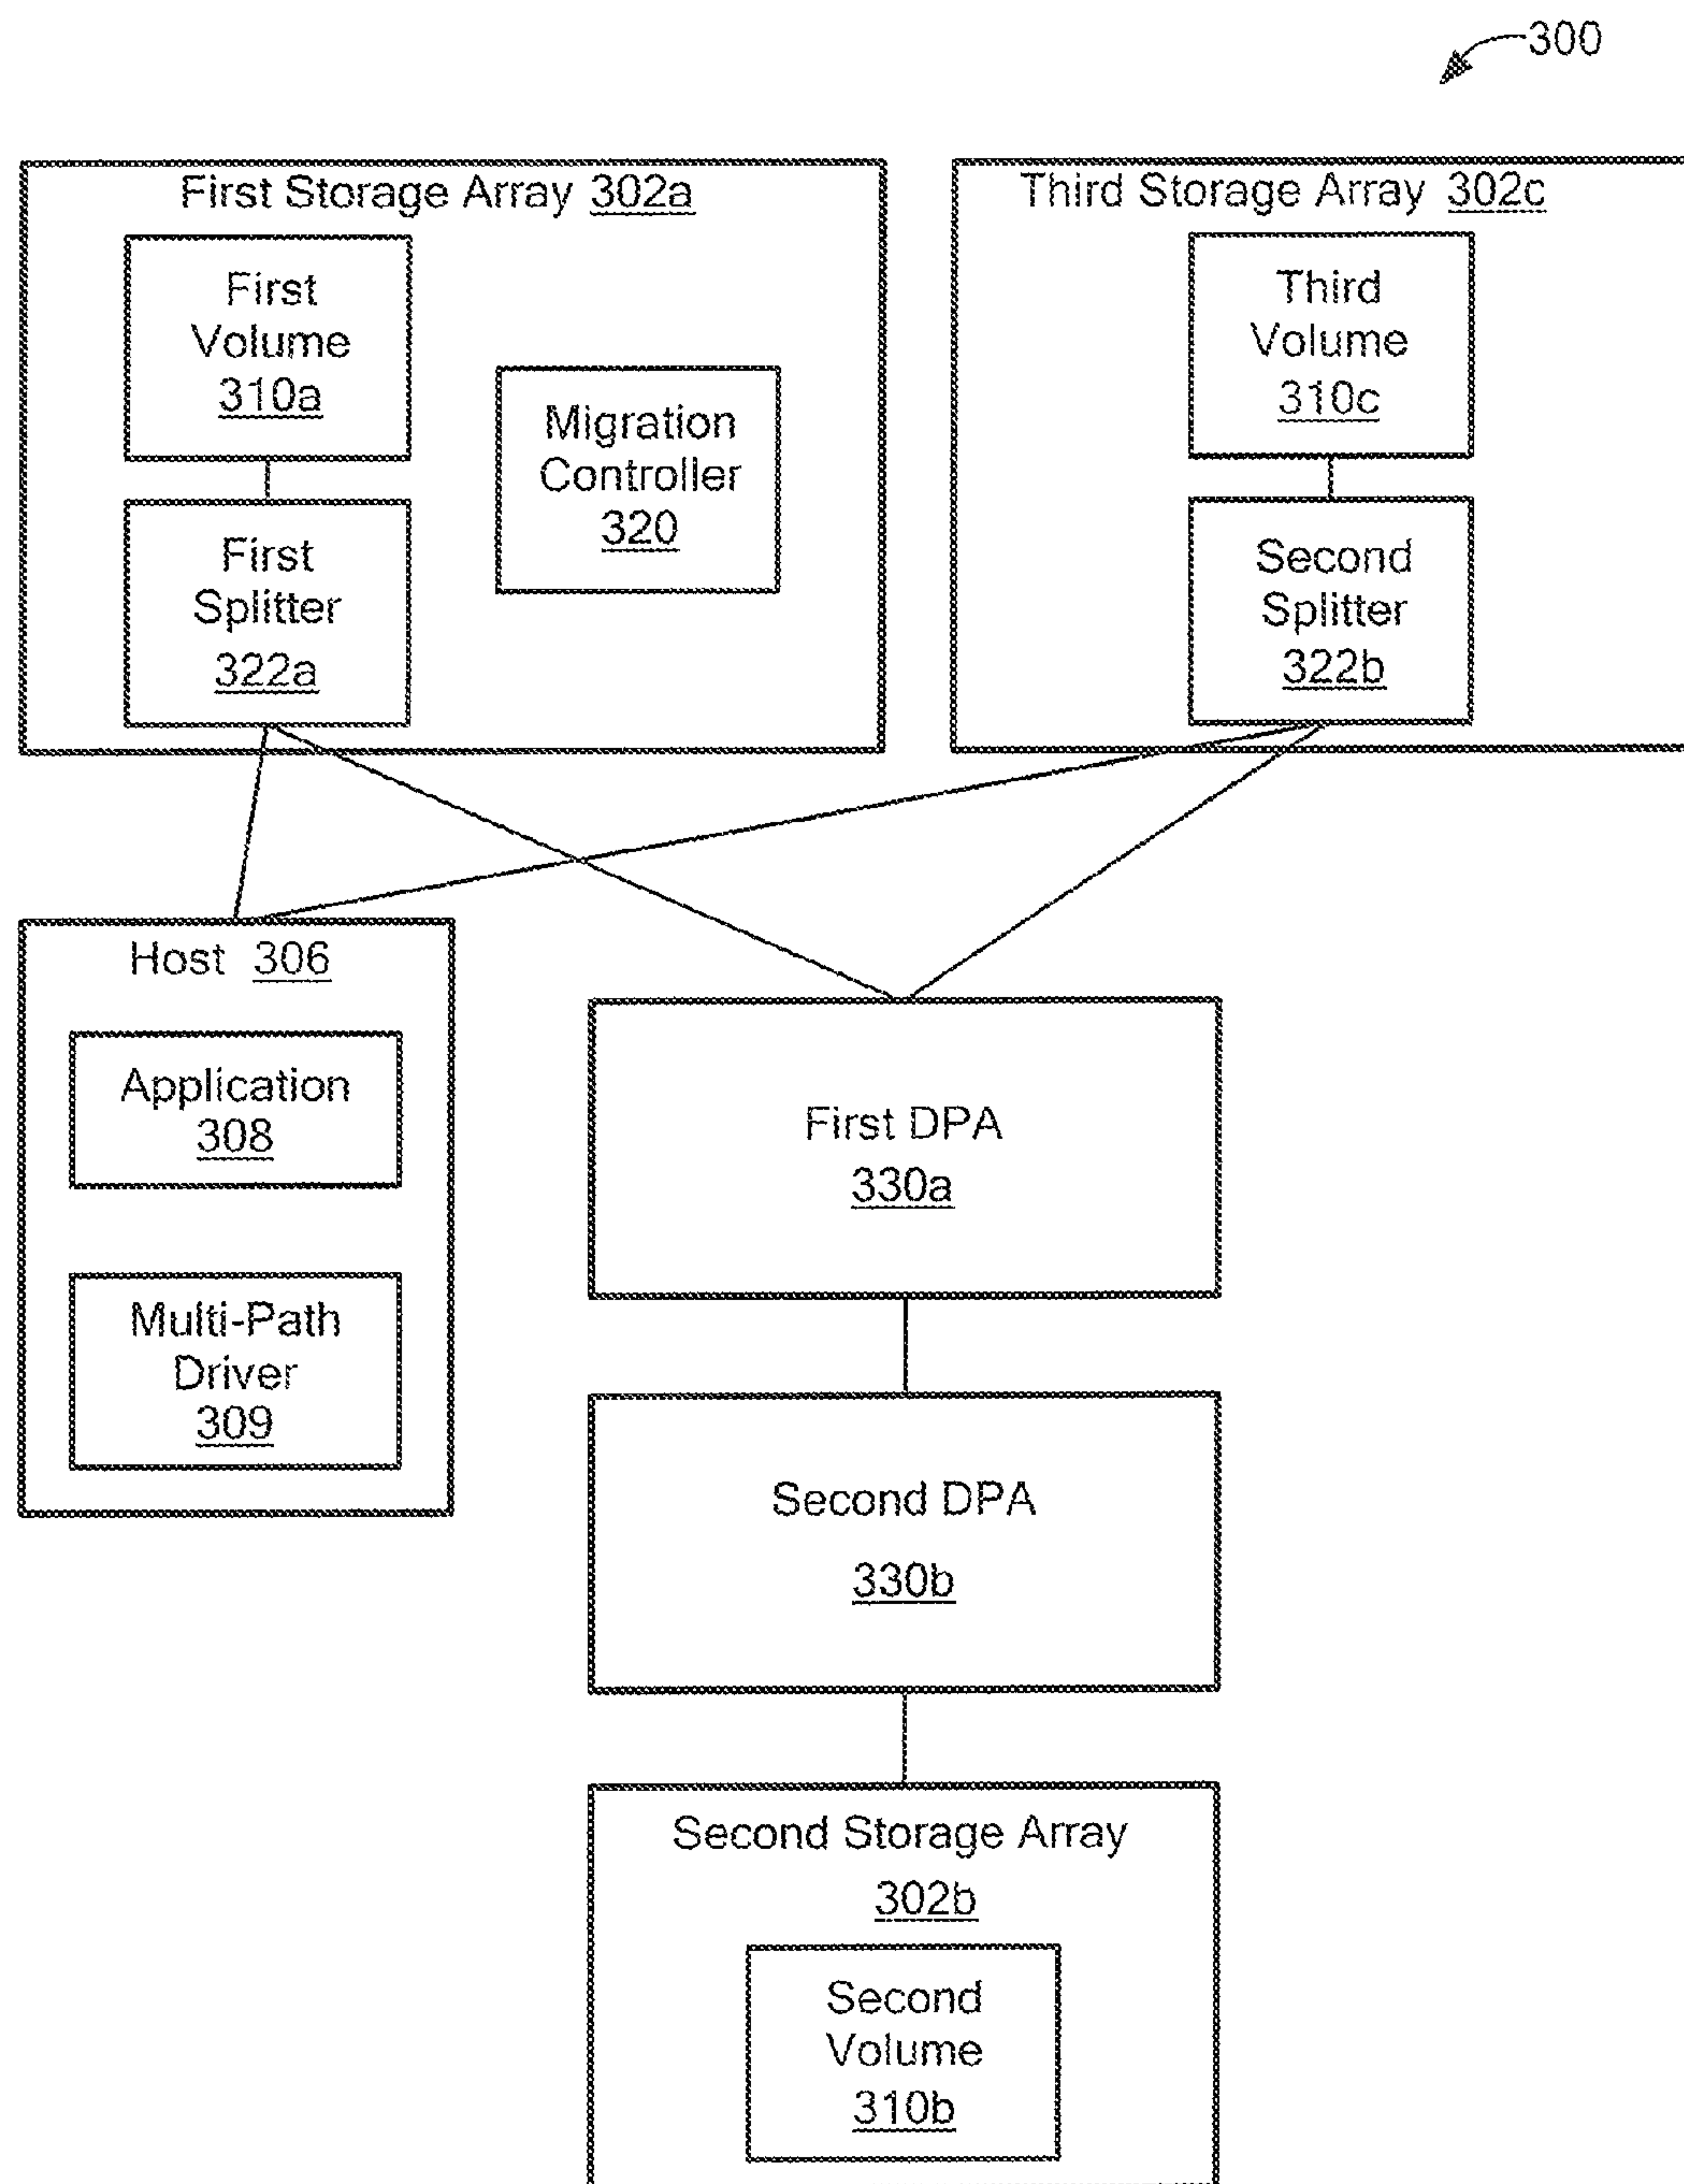 300
First Storage Array 302a
First
Volume
310a
Migration
Controller
320
First
Splitter
322a
Third Storage Array 302c
Third
Volume
310c
Second
Splitter
322b
Host 306
Application
308
Multi-Path
Driver
309
First DPA
330a
Second DPA
330b
Second Storage Array
302b
Second
Volume
310b